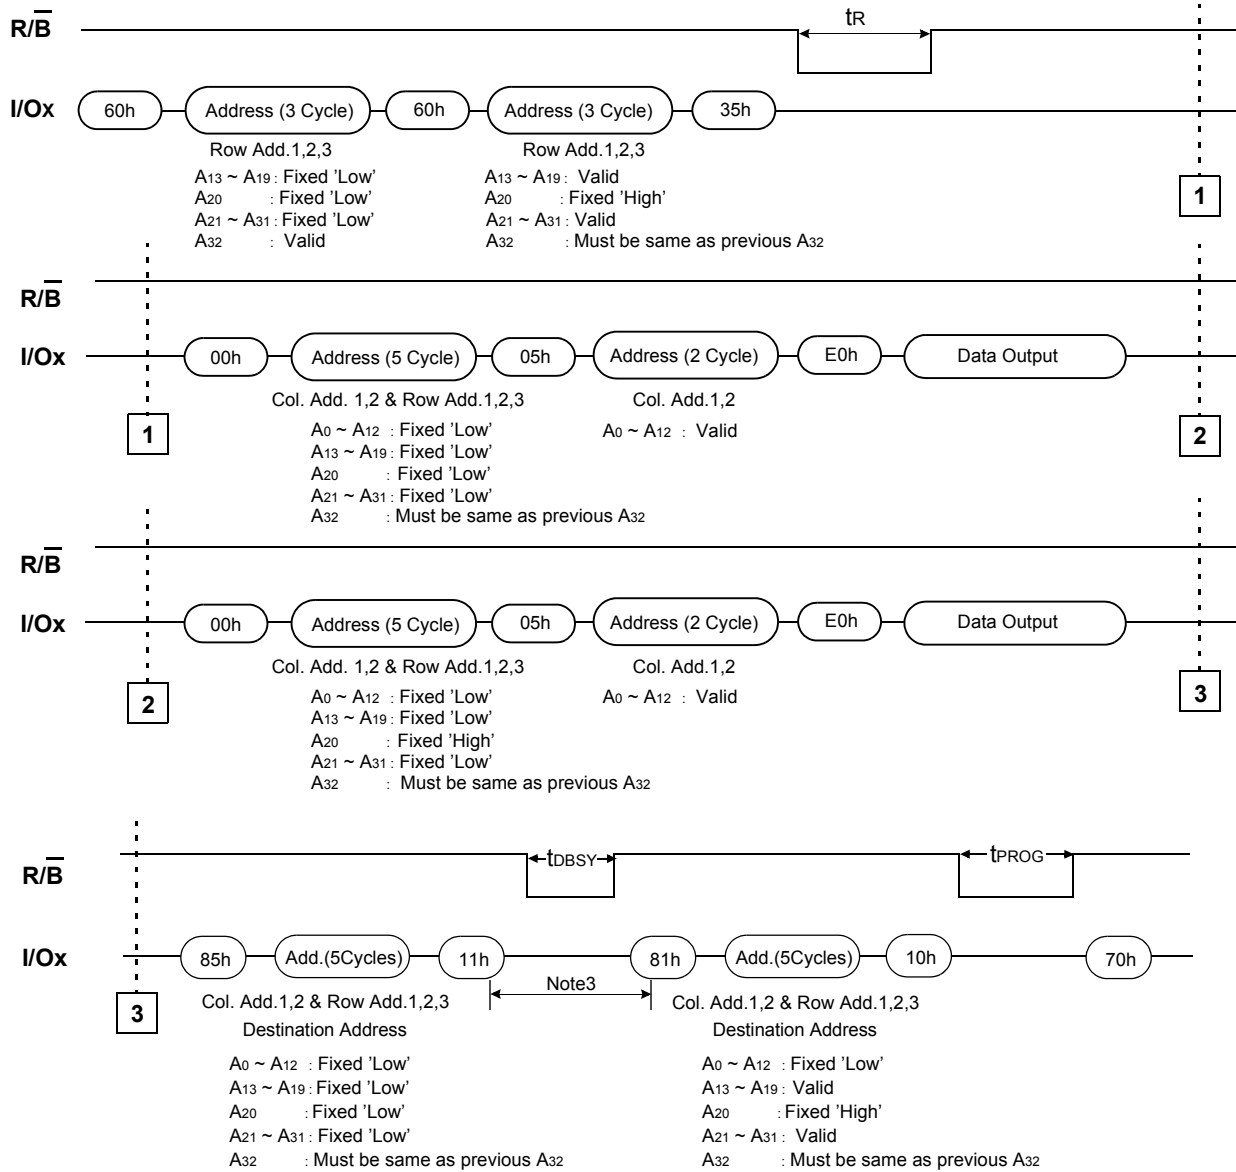 R/B tR
I/Ox 60h Address (3 Cycle) 60h Address (3 Cycle) 35h
Row Add.1,2,3 Row Add.1,2,3
A13 ~ A19 : Fixed 'Low' A13 ~ A19 : Valid
A20 : Fixed 'Low' A20 : Fixed 'High'
A21 ~ A31 : Fixed 'Low' A21 ~ A31 : Valid
A32 : Valid A32 : Must be same as previous A32
1
R/B
I/Ox 00h Address (5 Cycle) 05h Address (2 Cycle) E0h Data Output
Col. Add. 1,2 & Row Add.1,2,3 Col. Add.1,2
A0 ~ A12 : Fixed 'Low' A0 ~ A12 : Valid
A13 ~ A19 : Fixed 'Low'
A20 : Fixed 'Low'
A21 ~ A31 : Fixed 'Low'
A32 : Must be same as previous A32
1 2
R/B
I/Ox 00h Address (5 Cycle) 05h Address (2 Cycle) E0h Data Output
Col. Add. 1,2 & Row Add.1,2,3 Col. Add.1,2
A0 ~ A12 : Fixed 'Low' A0 ~ A12 : Valid
A13 ~ A19 : Fixed 'Low'
A20 : Fixed 'High'
A21 ~ A31 : Fixed 'Low'
A32 : Must be same as previous A32
2 3
R/B tDBSY tPROG
I/Ox 85h Add.(5Cycles) 11h 81h Add.(5Cycles) 10h 70h
Note3
3
Col. Add.1,2 & Row Add.1,2,3 Col. Add.1,2 & Row Add.1,2,3
Destination Address Destination Address
A0 ~ A12 : Fixed 'Low' A0 ~ A12 : Fixed 'Low'
A13 ~ A19 : Fixed 'Low' A13 ~ A19 : Valid
A20 : Fixed 'Low' A20 : Fixed 'High'
A21 ~ A31 : Fixed 'Low' A21 ~ A31 : Valid
A32 : Must be same as previous A32 A32 : Must be same as previous A32